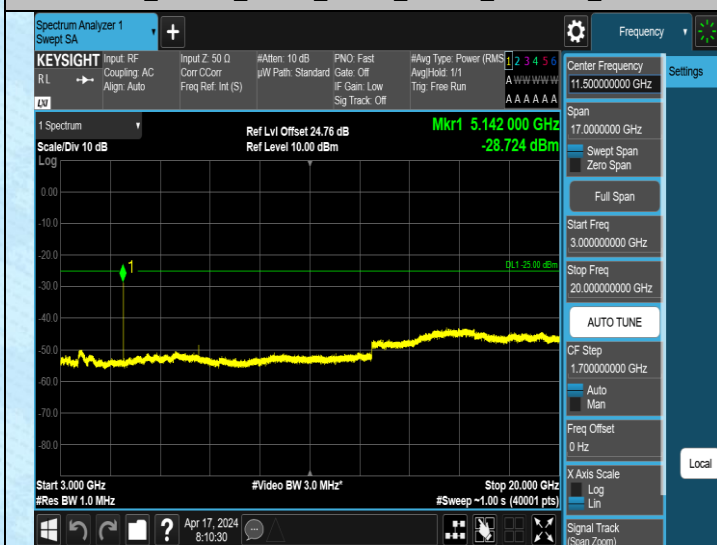 Spectrum Analyzer 1
Swept SA
Frequency
KEYSIGHT
RL
LXI
Input: RF
Coupling: AC
Align: Auto
Input Z: 50 Ω
Corr CCorr
Freq Ref: Int (S)
#Atten: 10 dB
µW Path: Standard
PNO: Fast
Gate: Off
IF Gain: Low
Sig Track: Off
#Avg Type: Power (RMS
Avg|Hold: 1/1
Trig: Free Run
1 2 3 4 5 6
A W W W W W
A A A A A A
1 Spectrum
Scale/Div 10 dB
Log
Ref Lvl Offset 24.76 dB
Ref Level 10.00 dBm
Mkr1 5.142 000 GHz
-28.724 dBm
0.00
-10.0
-20.0
-30.0
-40.0
-50.0
-60.0
-70.0
-80.0
1
DL1 -25.00 dBm
Start 3.000 GHz
#Res BW 1.0 MHz
#Video BW 3.0 MHz*
Stop 20.000 GHz
#Sweep ~1.00 s (40001 pts)
?
Apr 17, 2024
8:10:30
Center Frequency
11.500000000 GHz
Span
17.0000000 GHz
Swept Span
Zero Span
Full Span
Start Freq
3.000000000 GHz
Stop Freq
20.000000000 GHz
AUTO TUNE
CF Step
1.700000000 GHz
Auto
Man
Freq Offset
0 Hz
X Axis Scale
Log
Lin
Signal Track
(Span Zoom)
Settings
Local